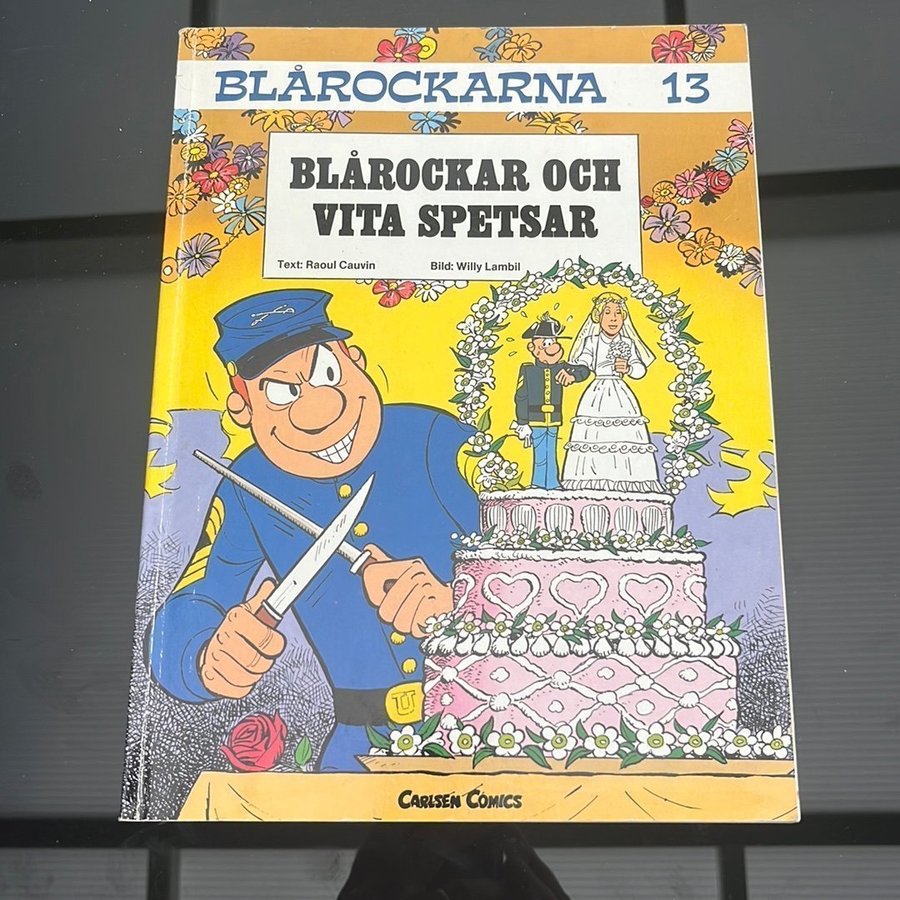 BLÅROCKARNA 13
BLÅROCKAR OCH
VITA SPETSAR
Text: Raoul Cauvin Bild: Willy Lambil
U
CARLSEN COMICS